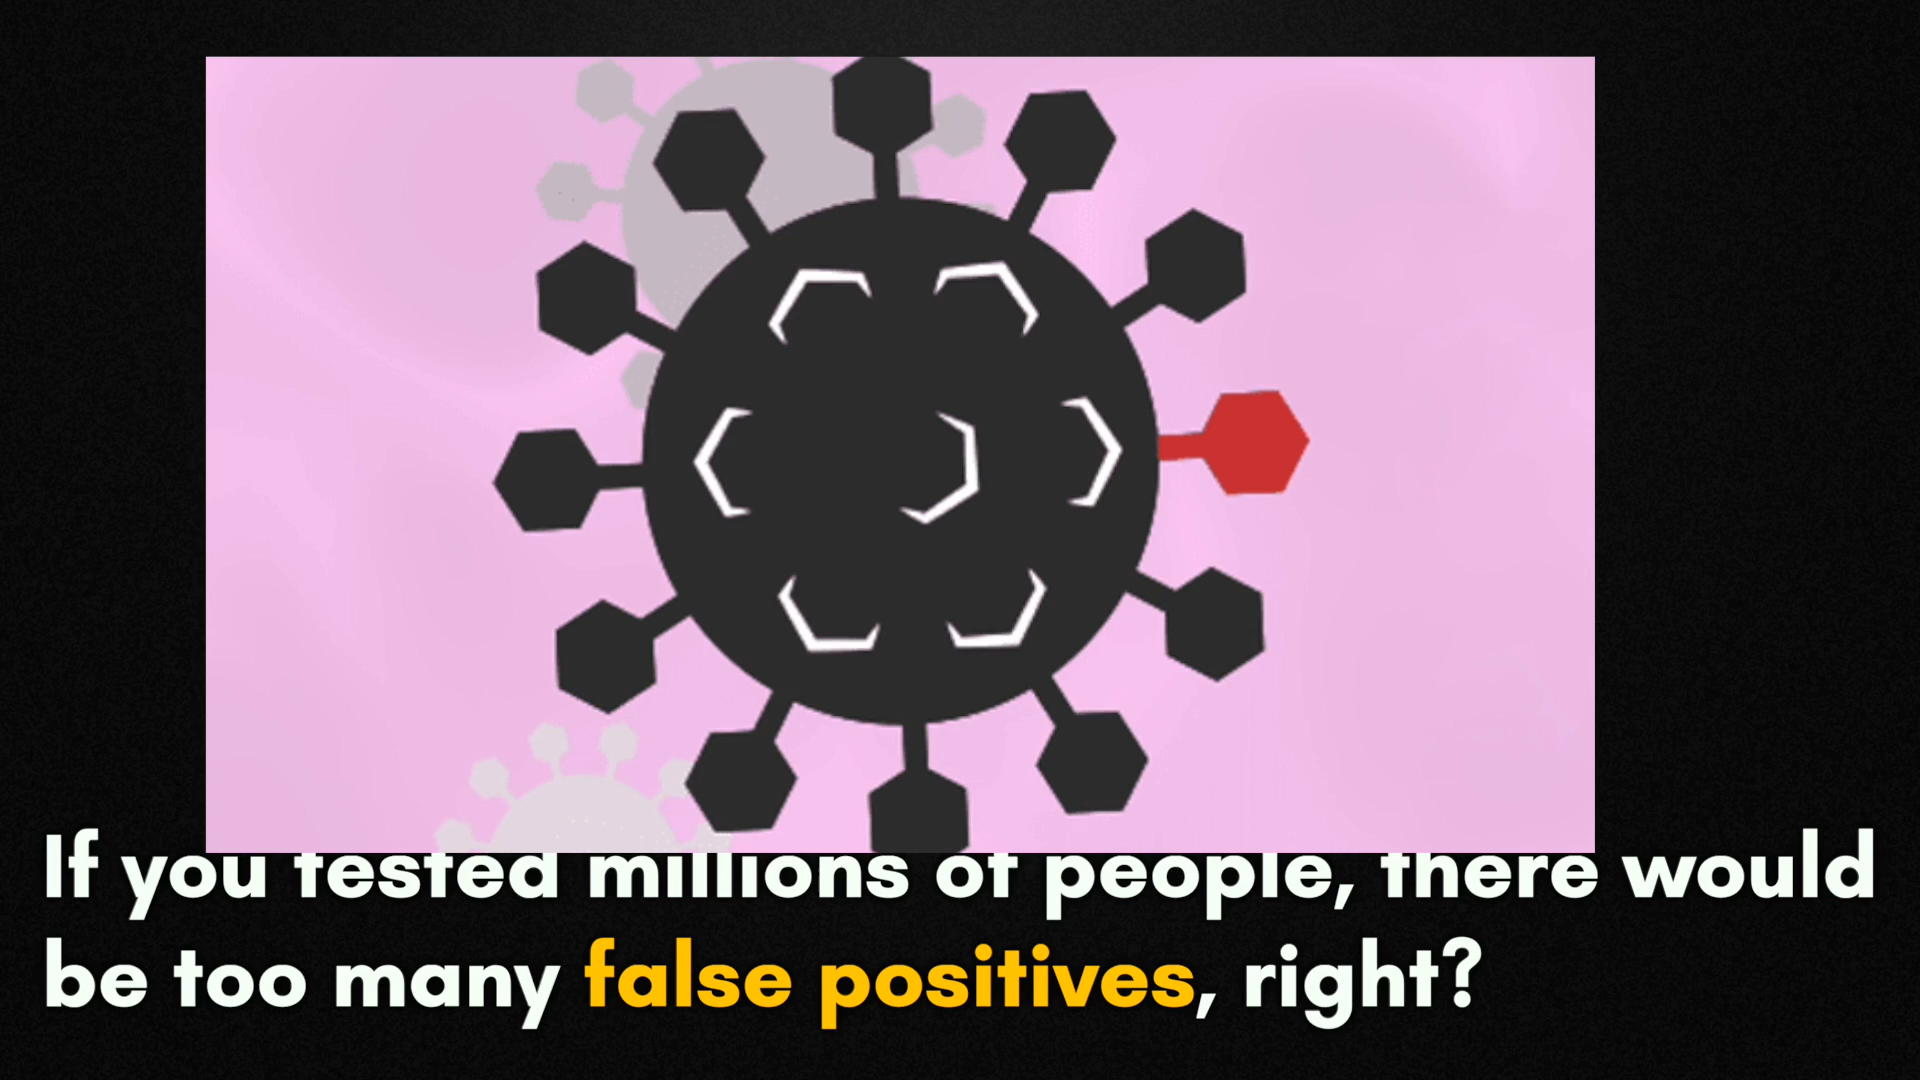 If you tested millions of people, there would
be too many false positives, right?